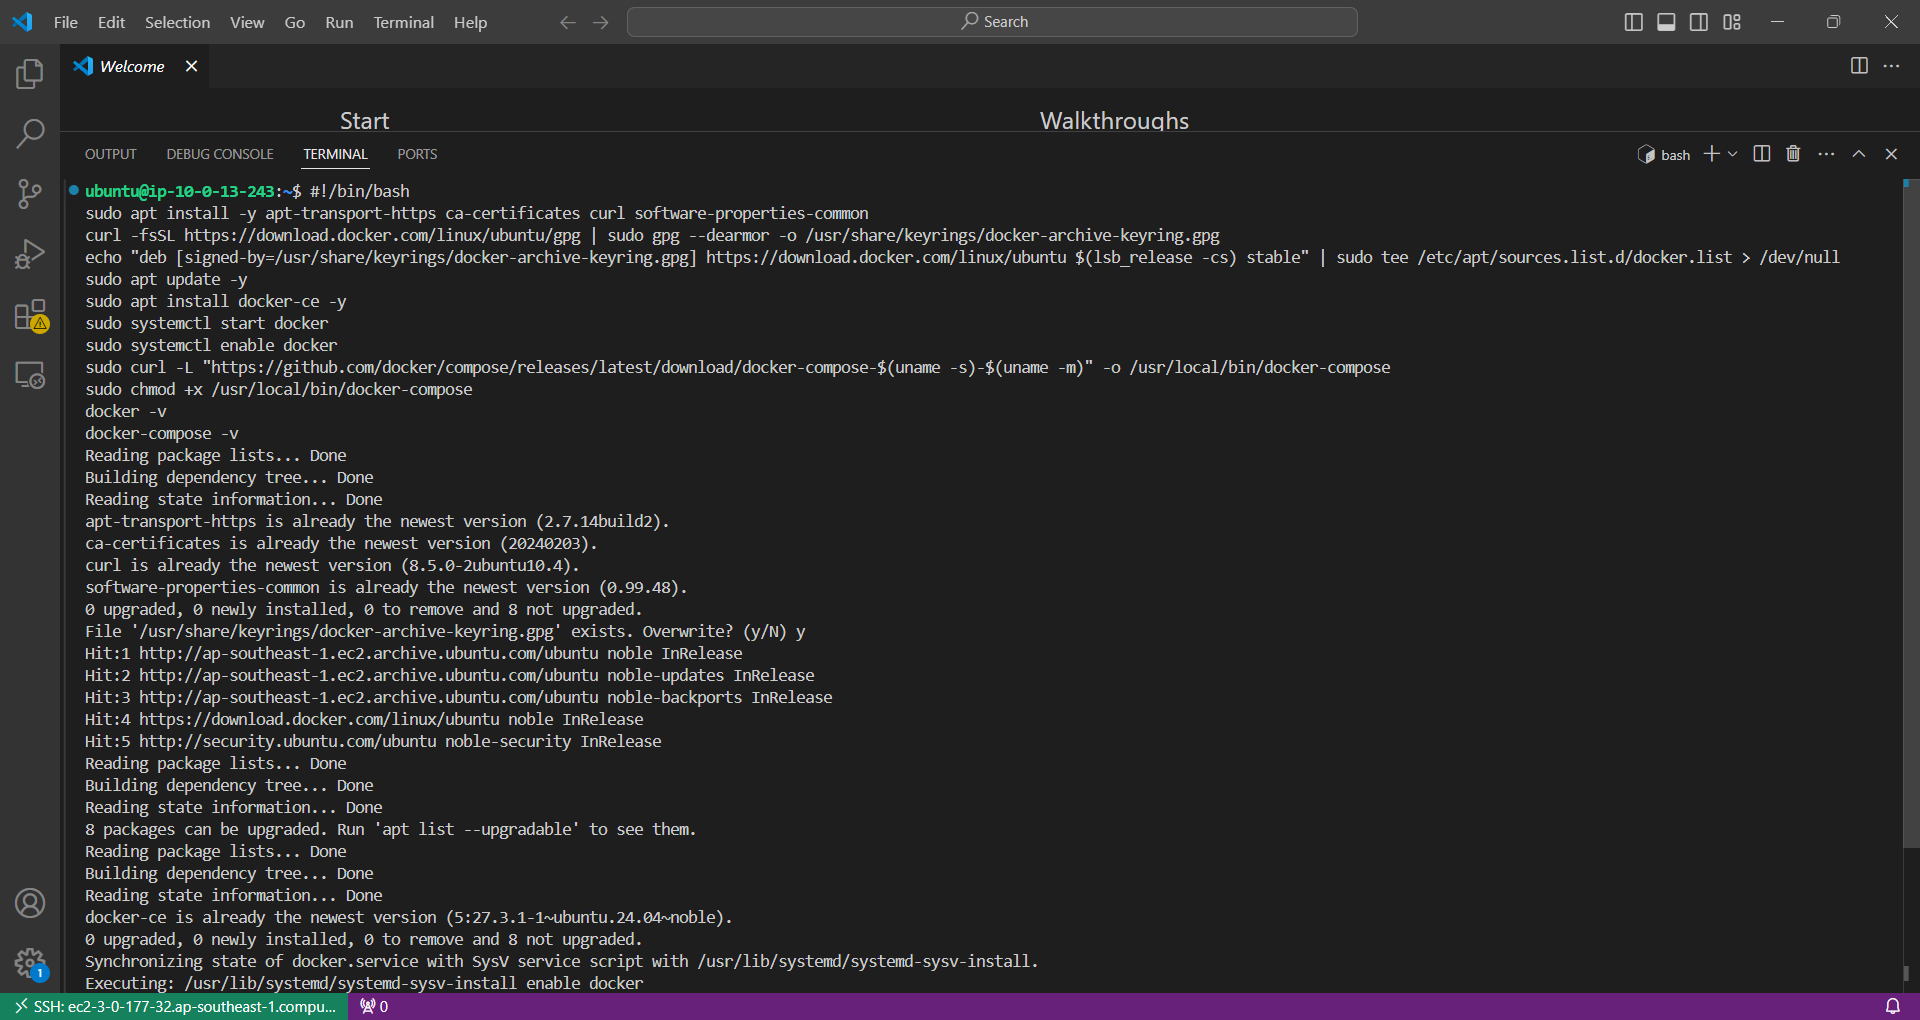 File Edit Selection View Go Run Terminal Help Search
Welcome
Start Walkthroughs
OUTPUT DEBUG CONSOLE TERMINAL PORTS bash
ubuntu@ip-10-0-13-243:~$ #!/bin/bash
sudo apt install -y apt-transport-https ca-certificates curl software-properties-common
curl -fsSL https://download.docker.com/linux/ubuntu/gpg | sudo gpg --dearmor -o /usr/share/keyrings/docker-archive-keyring.gpg
echo "deb [signed-by=/usr/share/keyrings/docker-archive-keyring.gpg] https://download.docker.com/linux/ubuntu $(lsb_release -cs) stable" | sudo tee /etc/apt/sources.list.d/docker.list > /dev/null
sudo apt update -y
sudo apt install docker-ce -y
sudo systemctl start docker
sudo systemctl enable docker
sudo curl -L "https://github.com/docker/compose/releases/latest/download/docker-compose-$(uname -s)-$(uname -m)" -o /usr/local/bin/docker-compose
sudo chmod +x /usr/local/bin/docker-compose
docker -v
docker-compose -v
Reading package lists... Done
Building dependency tree... Done
Reading state information... Done
apt-transport-https is already the newest version (2.7.14build2).
ca-certificates is already the newest version (20240203).
curl is already the newest version (8.5.0-2ubuntu10.4).
software-properties-common is already the newest version (0.99.48).
0 upgraded, 0 newly installed, 0 to remove and 8 not upgraded.
File '/usr/share/keyrings/docker-archive-keyring.gpg' exists. Overwrite? (y/N) y
Hit:1 http://ap-southeast-1.ec2.archive.ubuntu.com/ubuntu noble InRelease
Hit:2 http://ap-southeast-1.ec2.archive.ubuntu.com/ubuntu noble-updates InRelease
Hit:3 http://ap-southeast-1.ec2.archive.ubuntu.com/ubuntu noble-backports InRelease
Hit:4 https://download.docker.com/linux/ubuntu noble InRelease
Hit:5 http://security.ubuntu.com/ubuntu noble-security InRelease
Reading package lists... Done
Building dependency tree... Done
Reading state information... Done
8 packages can be upgraded. Run 'apt list --upgradable' to see them.
Reading package lists... Done
Building dependency tree... Done
Reading state information... Done
docker-ce is already the newest version (5:27.3.1-1~ubuntu.24.04~noble).
0 upgraded, 0 newly installed, 0 to remove and 8 not upgraded.
Synchronizing state of docker.service with SysV service script with /usr/lib/systemd/systemd-sysv-install.
Executing: /usr/lib/systemd/systemd-sysv-install enable docker
1
SSH: ec2-3-0-177-32.ap-southeast-1.compu... 0